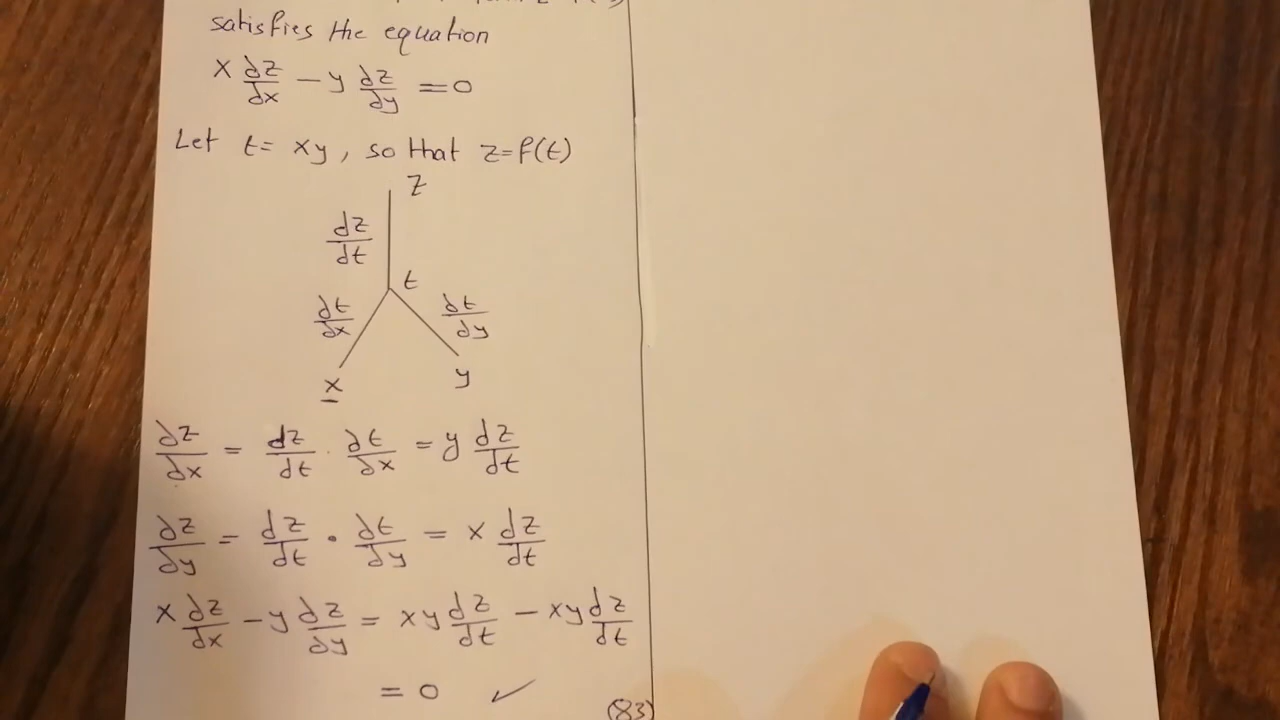 satisfies the equation
x ∂z/∂x − y ∂z/∂y = 0
Let t = xy, so that z = f(t)
z
dz/dt
t
∂t/∂x ∂t/∂y
x y
∂z/∂x = dz/dt · ∂t/∂x = y dz/dt
∂z/∂y = dz/dt · ∂t/∂y = x dz/dt
x ∂z/∂x − y ∂z/∂y = xy dz/dt − xy dz/dt
= 0 ✓
(83)